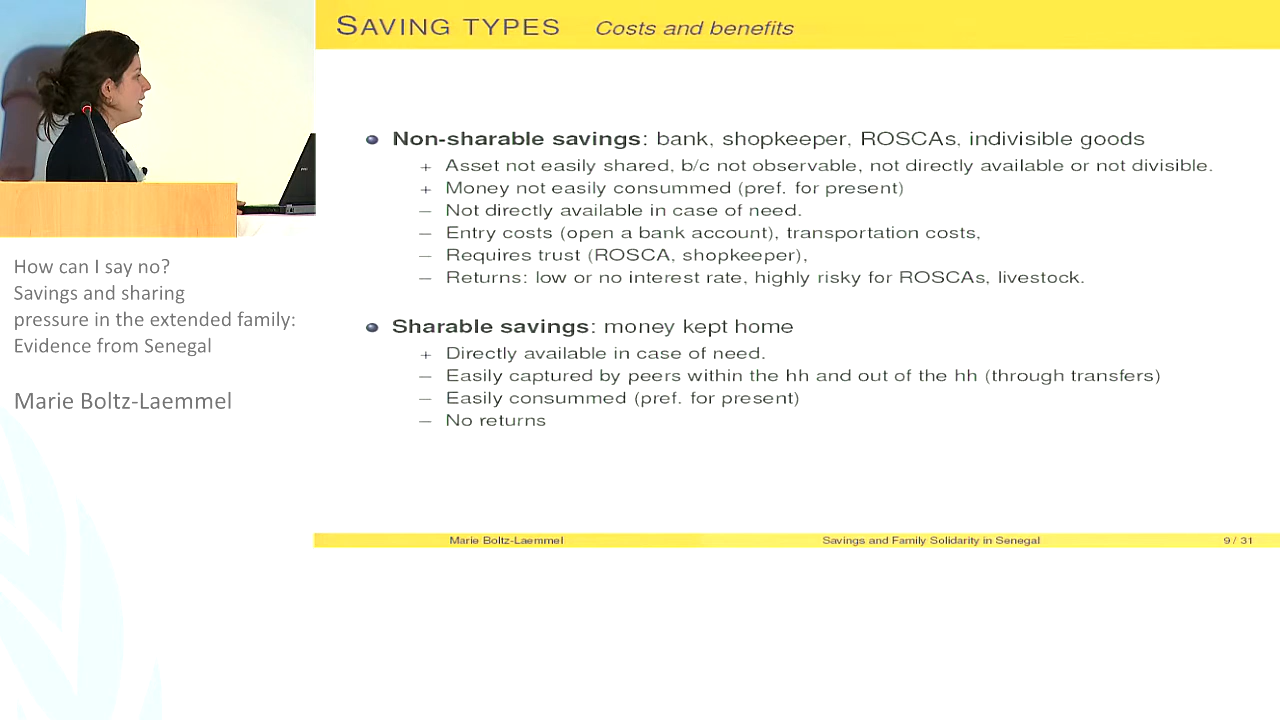 SAVING TYPES Costs and benefits
Non-sharable savings: bank, shopkeeper, ROSCAs, indivisible goods
+ Asset not easily shared, b/c not observable, not directly available or not divisible.
+ Money not easily consummed (pref. for present)
– Not directly available in case of need.
– Entry costs (open a bank account), transportation costs,
– Requires trust (ROSCA, shopkeeper),
– Returns: low or no interest rate, highly risky for ROSCAs, livestock.
Sharable savings: money kept home
+ Directly available in case of need.
– Easily captured by peers within the hh and out of the hh (through transfers)
– Easily consummed (pref. for present)
– No returns
Marie Boltz-Laemmel Savings and Family Solidarity in Senegal 9 / 31
How can I say no?
Savings and sharing
pressure in the extended family:
Evidence from Senegal
Marie Boltz-Laemmel